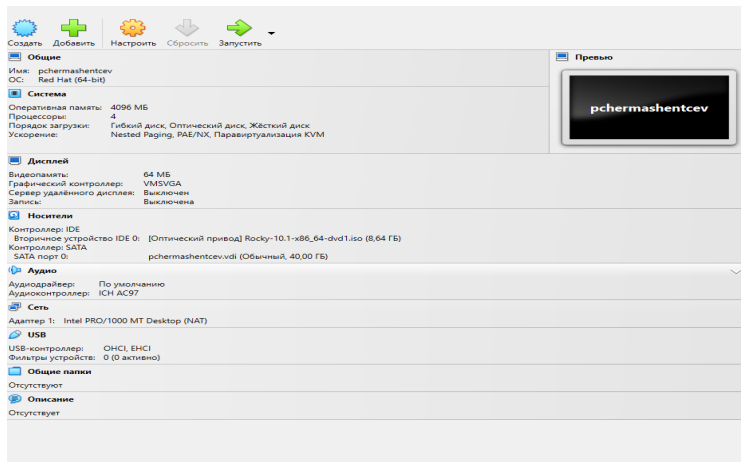 Создать Добавить Настроить Сбросить Запустить
Общие
Имя: pchermashentcev
ОС: Red Hat (64-bit)
Превью
pchermashentcev
Система
Оперативная память: 4096 МБ
Процессоры: 4
Порядок загрузки: Гибкий диск, Оптический диск, Жёсткий диск
Ускорение: Nested Paging, PAE/NX, Паравиртуализация KVM
Дисплей
Видеопамять: 64 МБ
Графический контроллер: VMSVGA
Сервер удалённого дисплея: Выключен
Запись: Выключена
Носители
Контроллер: IDE
Вторичное устройство IDE 0: [Оптический привод] Rocky-10.1-x86_64-dvd1.iso (8,64 ГБ)
Контроллер: SATA
SATA порт 0: pchermashentcev.vdi (Обычный, 40,00 ГБ)
Аудио
Аудиодрайвер: По умолчанию
Аудиоконтроллер: ICH AC97
Сеть
Адаптер 1: Intel PRO/1000 MT Desktop (NAT)
USB
USB-контроллер: OHCI, EHCI
Фильтры устройств: 0 (0 активно)
Общие папки
Отсутствуют
Описание
Отсутствует